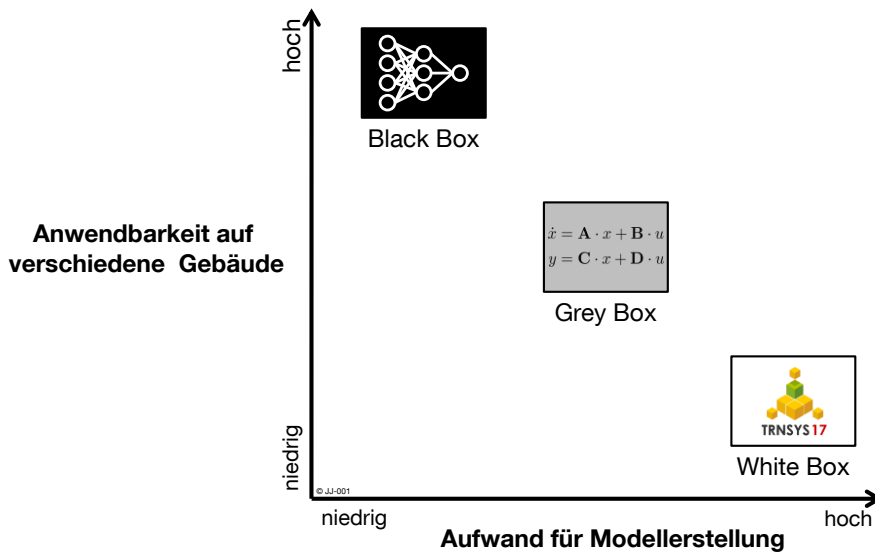 hoch
Black Box
Anwendbarkeit auf
verschiedene Gebäude
ẋ = A · x + B · u
y = C · x + D · u
Grey Box
TRNSYS 17
White Box
niedrig
© JJ-001
niedrig
hoch
Aufwand für Modellerstellung